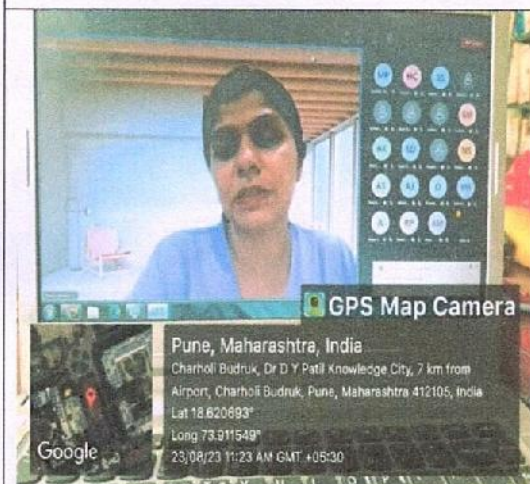 GPS Map Camera
Pune, Maharashtra, India
Charholi Budruk, Dr D Y Patil Knowledge City, 7 km from
Airport, Charholi Budruk, Pune, Maharashtra 412105, India
Lat 18.620693°
Long 73.911549°
23/08/23 11:23 AM GMT +05:30
Google